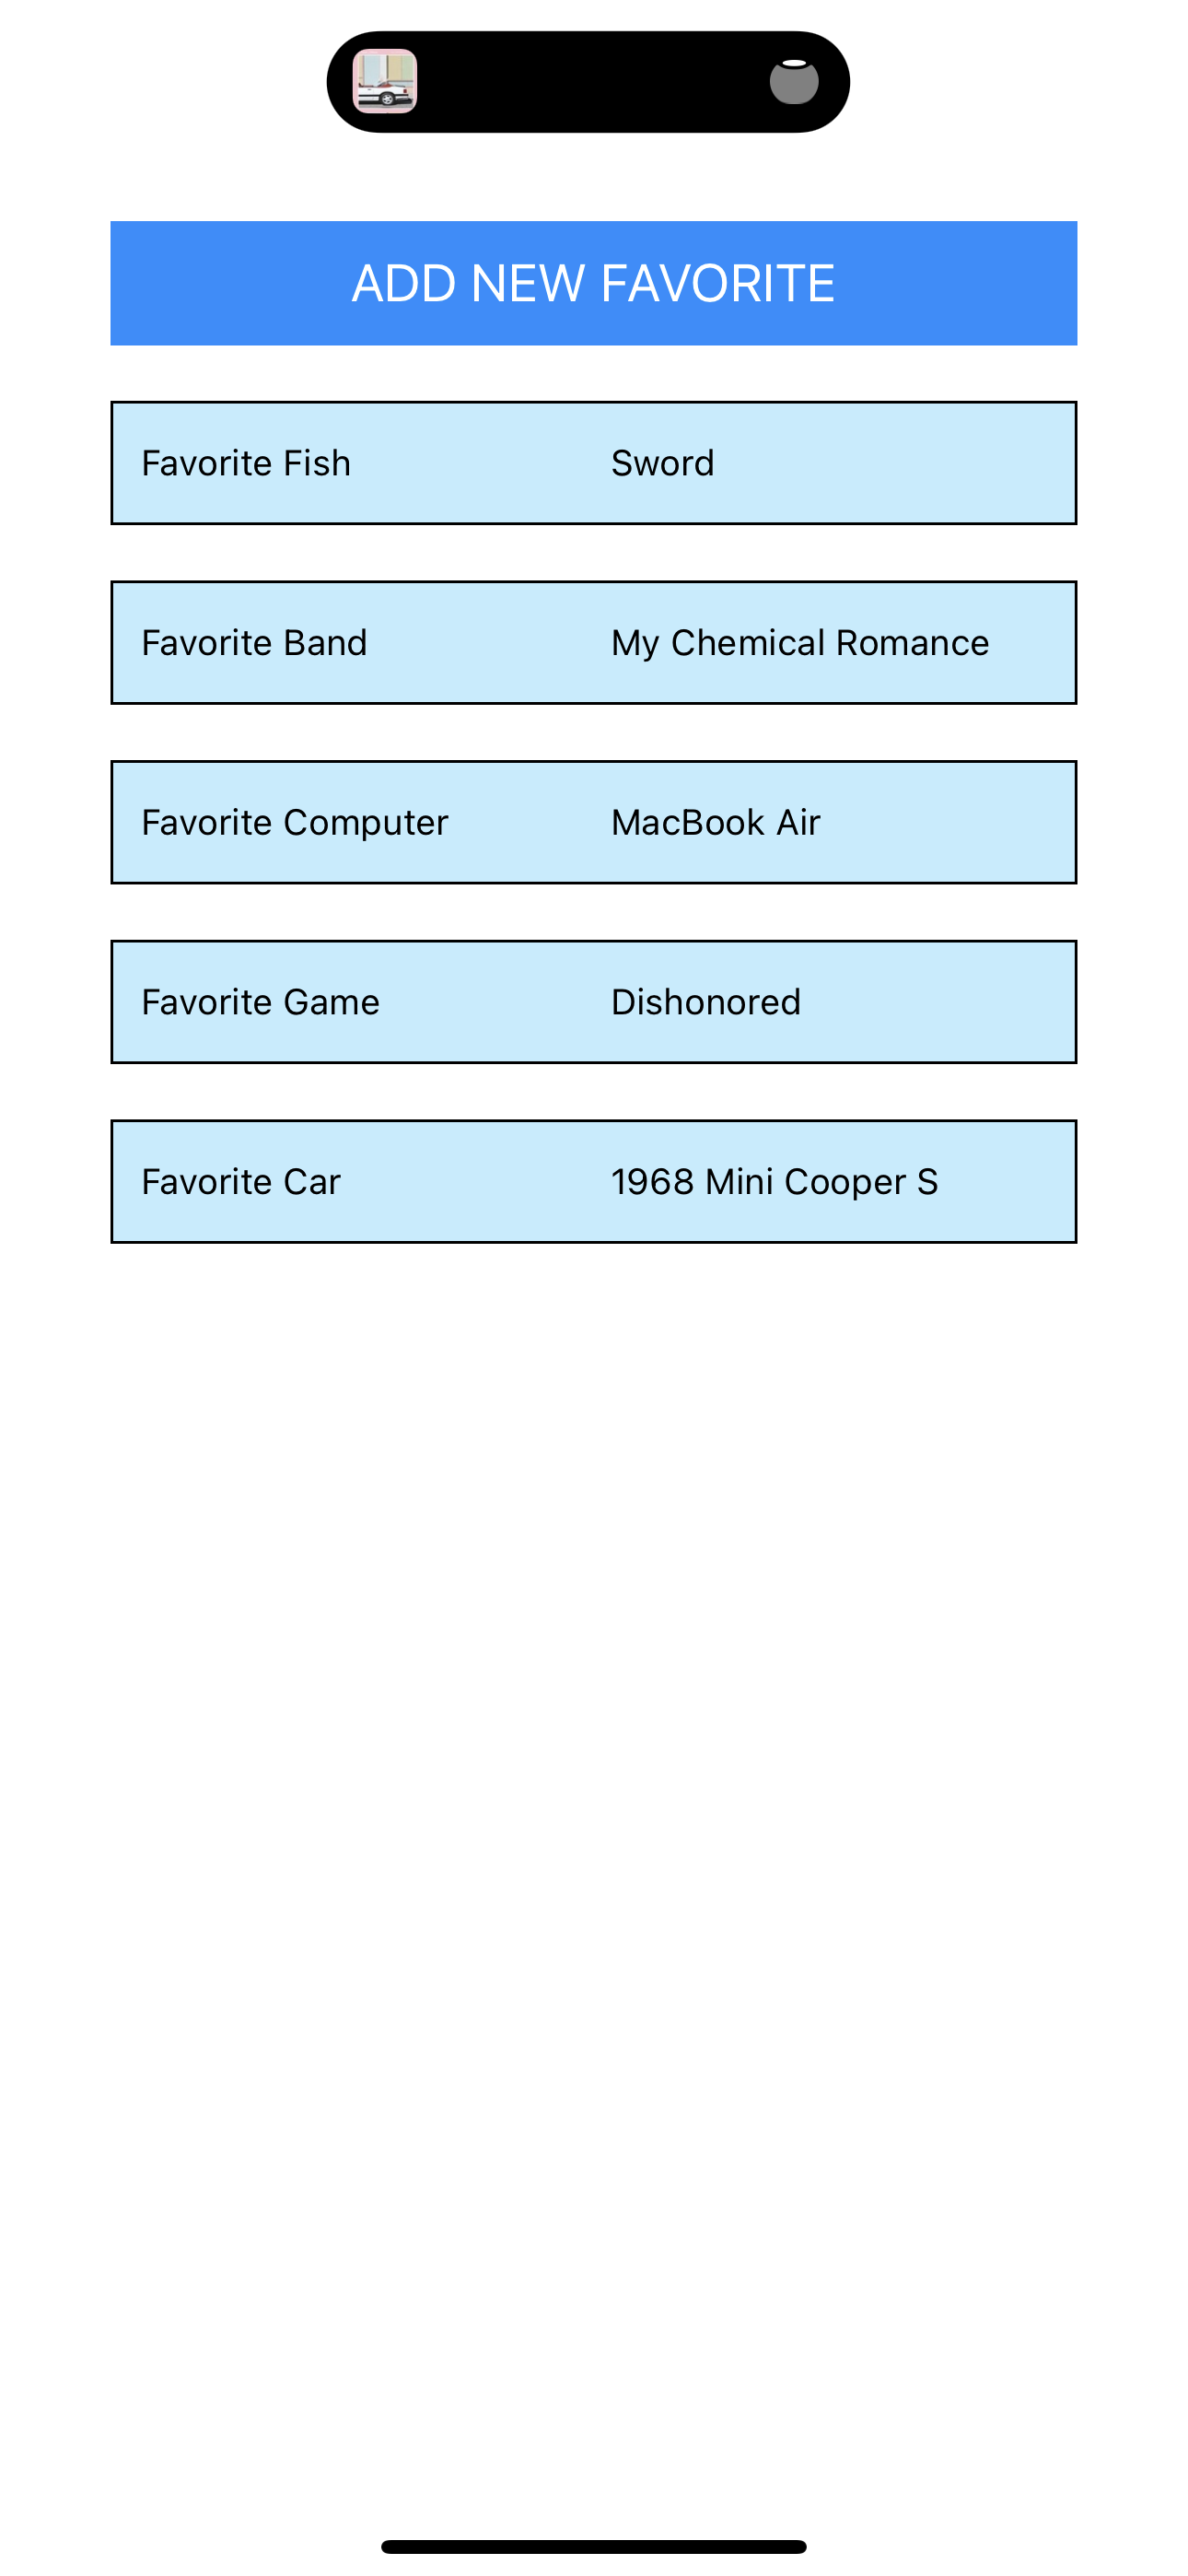 ADD NEW FAVORITE
Favorite Fish Sword
Favorite Band My Chemical Romance
Favorite Computer MacBook Air
Favorite Game Dishonored
Favorite Car 1968 Mini Cooper S